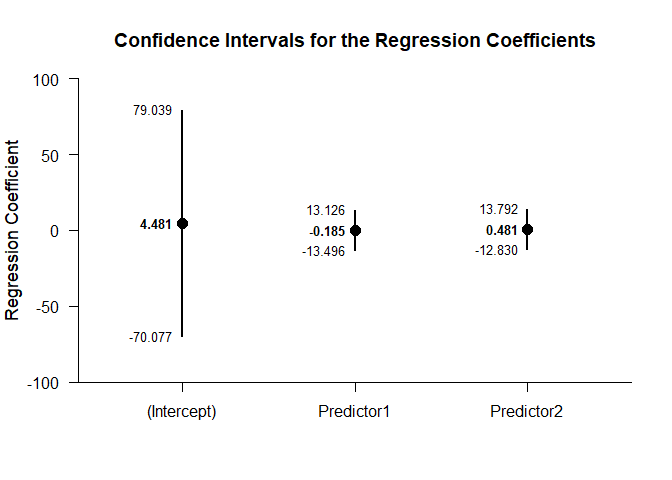 Confidence Intervals for the Regression Coefficients
Regression Coefficient
100
50
0
-50
-100
79.039
4.481
-70.077
13.126
-0.185
-13.496
13.792
0.481
-12.830
(Intercept)
Predictor1
Predictor2